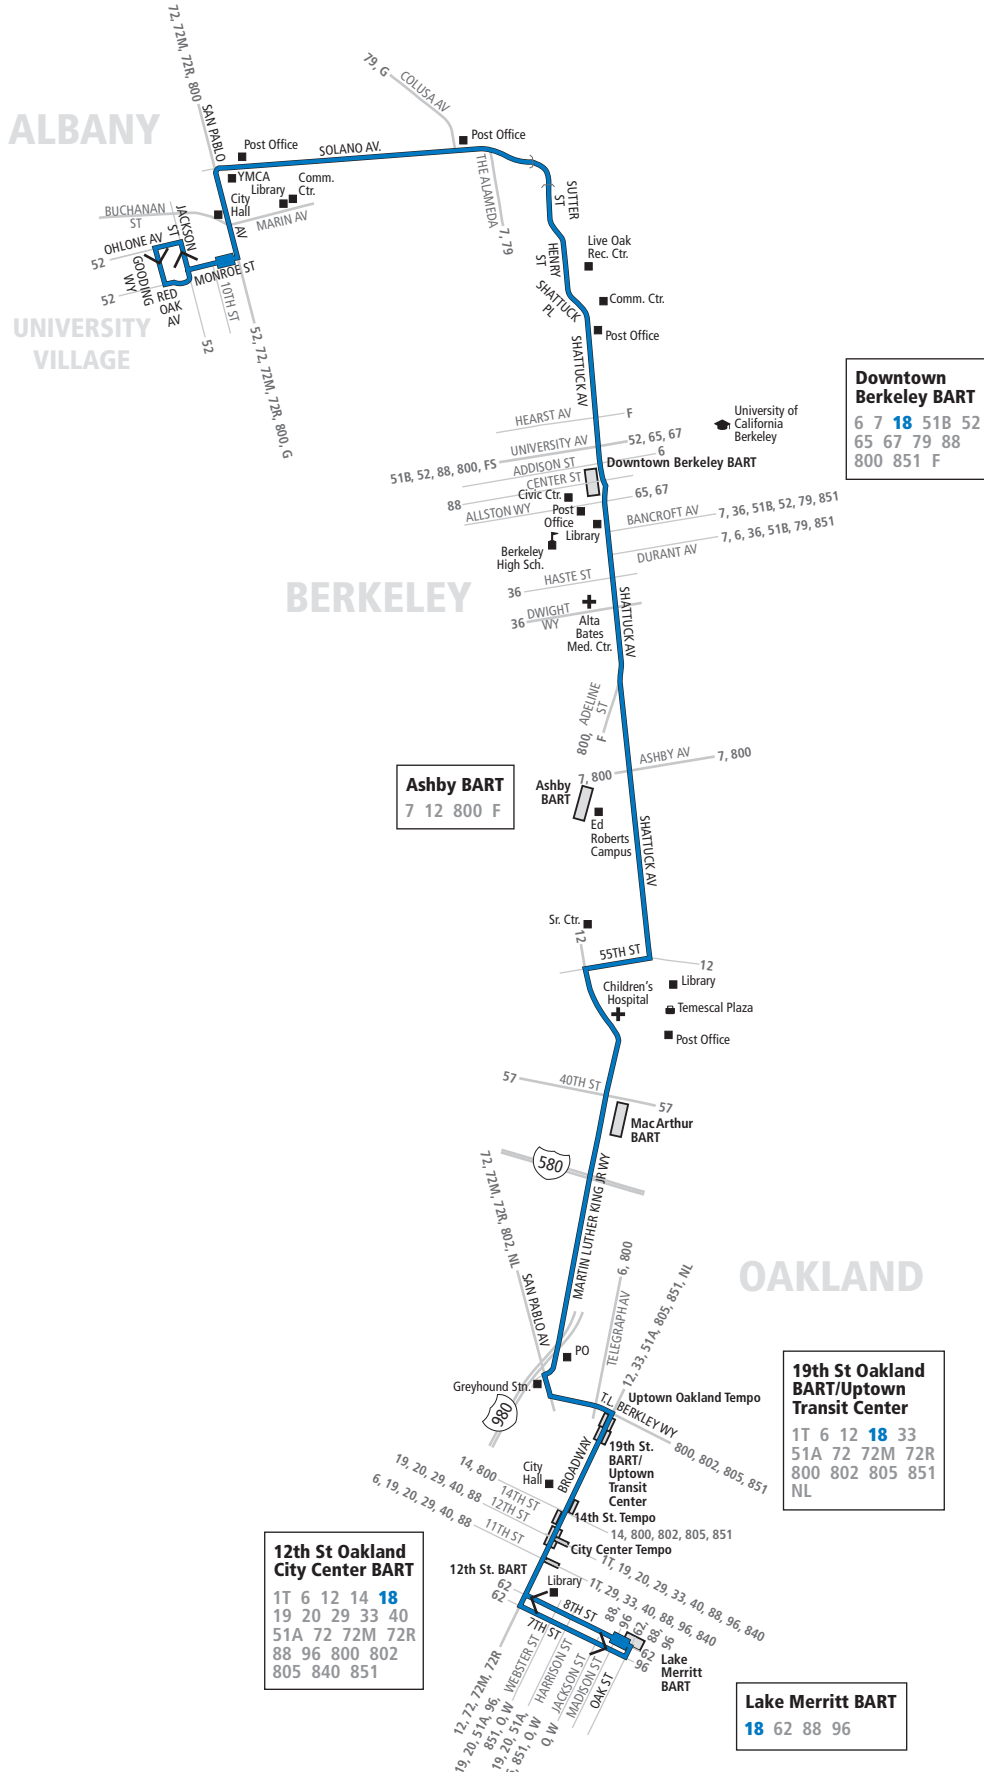 72, 72M, 72R, 800
SAN PABLO
AV
79, G
COLUSA AV
ALBANY
Post Office
SOLANO AV.
Post Office
THE ALAMEDA
7, 79
YMCA
Library
Comm.
Ctr.
City
Hall
BUCHANAN
ST
JACKSON
ST
MARIN AV
OHLONE AV
52
GOODING
WY
52
RED
OAK
AV
MONROE ST
10TH ST
52
52, 72, 72M, 72R, 800, G
UNIVERSITY
VILLAGE
SUTTER
ST
HENRY
ST
Live Oak
Rec. Ctr.
SHATTUCK
PL
Comm. Ctr.
Post Office
SHATTUCK AV
Downtown
Berkeley BART
6 7 18 51B 52
65 67 79 88
800 851 F
HEARST AV
F
University of
California
Berkeley
UNIVERSITY AV
52, 65, 67
51B, 52, 88, 800, FS
ADDISON ST
6
Downtown Berkeley BART
CENTER ST
88
Civic Ctr.
65, 67
ALLSTON WY
Post
Office
Library
BANCROFT AV
7, 36, 51B, 52, 79, 851
DURANT AV
7, 6, 36, 51B, 79, 851
Berkeley
High Sch.
BERKELEY
HASTE ST
36
DWIGHT
WY
36
Alta
Bates
Med. Ctr.
SHATTUCK AV
ADELINE
ST
800,
F
ASHBY AV
7, 800
7, 800
Ashby BART
7 12 800 F
Ashby
BART
Ed
Roberts
Campus
SHATTUCK AV
Sr. Ctr.
12
55TH ST
12
Library
Children's
Hospital
Temescal Plaza
Post Office
57
40TH ST
57
MacArthur
BART
580
72, 72M, 72R, 802, NL
MARTIN LUTHER KING JR WY
OAKLAND
SAN PABLO AV
TELEGRAPH AV
6, 800
12, 33, 51A, 805, 851, NL
PO
Greyhound Stn.
980
T.L. BERKLEY WY
Uptown Oakland Tempo
800, 802, 805, 851
19th St Oakland
BART/Uptown
Transit Center
1T 6 12 18 33
51A 72 72M 72R
800 802 805 851
NL
BROADWAY
19th St.
BART/
Uptown
Transit
Center
City
Hall
14, 800
14TH ST
14th St. Tempo
14, 800, 802, 805, 851
19, 20, 29, 40, 88
12TH ST
City Center Tempo
1T, 19, 20, 29, 33, 40, 88, 96, 840
6, 19, 20, 29, 40, 88
11TH ST
1T, 29, 33, 40, 88, 96, 840
12th St Oakland
City Center BART
1T 6 12 14 18
19 20 29 33 40
51A 72 72M 72R
88 96 800 802
805 840 851
12th St. BART
Library
62
62
8TH ST
7TH ST
88,
96
62,
88,
96
62
96
Lake
Merritt
BART
12, 72, 72M, 72R
WEBSTER ST
19, 20, 51A, 96,
851, O, W
HARRISON ST
19, 20, 51A,
851, O, W
JACKSON ST
O, W
MADISON ST
OAK ST
Lake Merritt BART
18 62 88 96